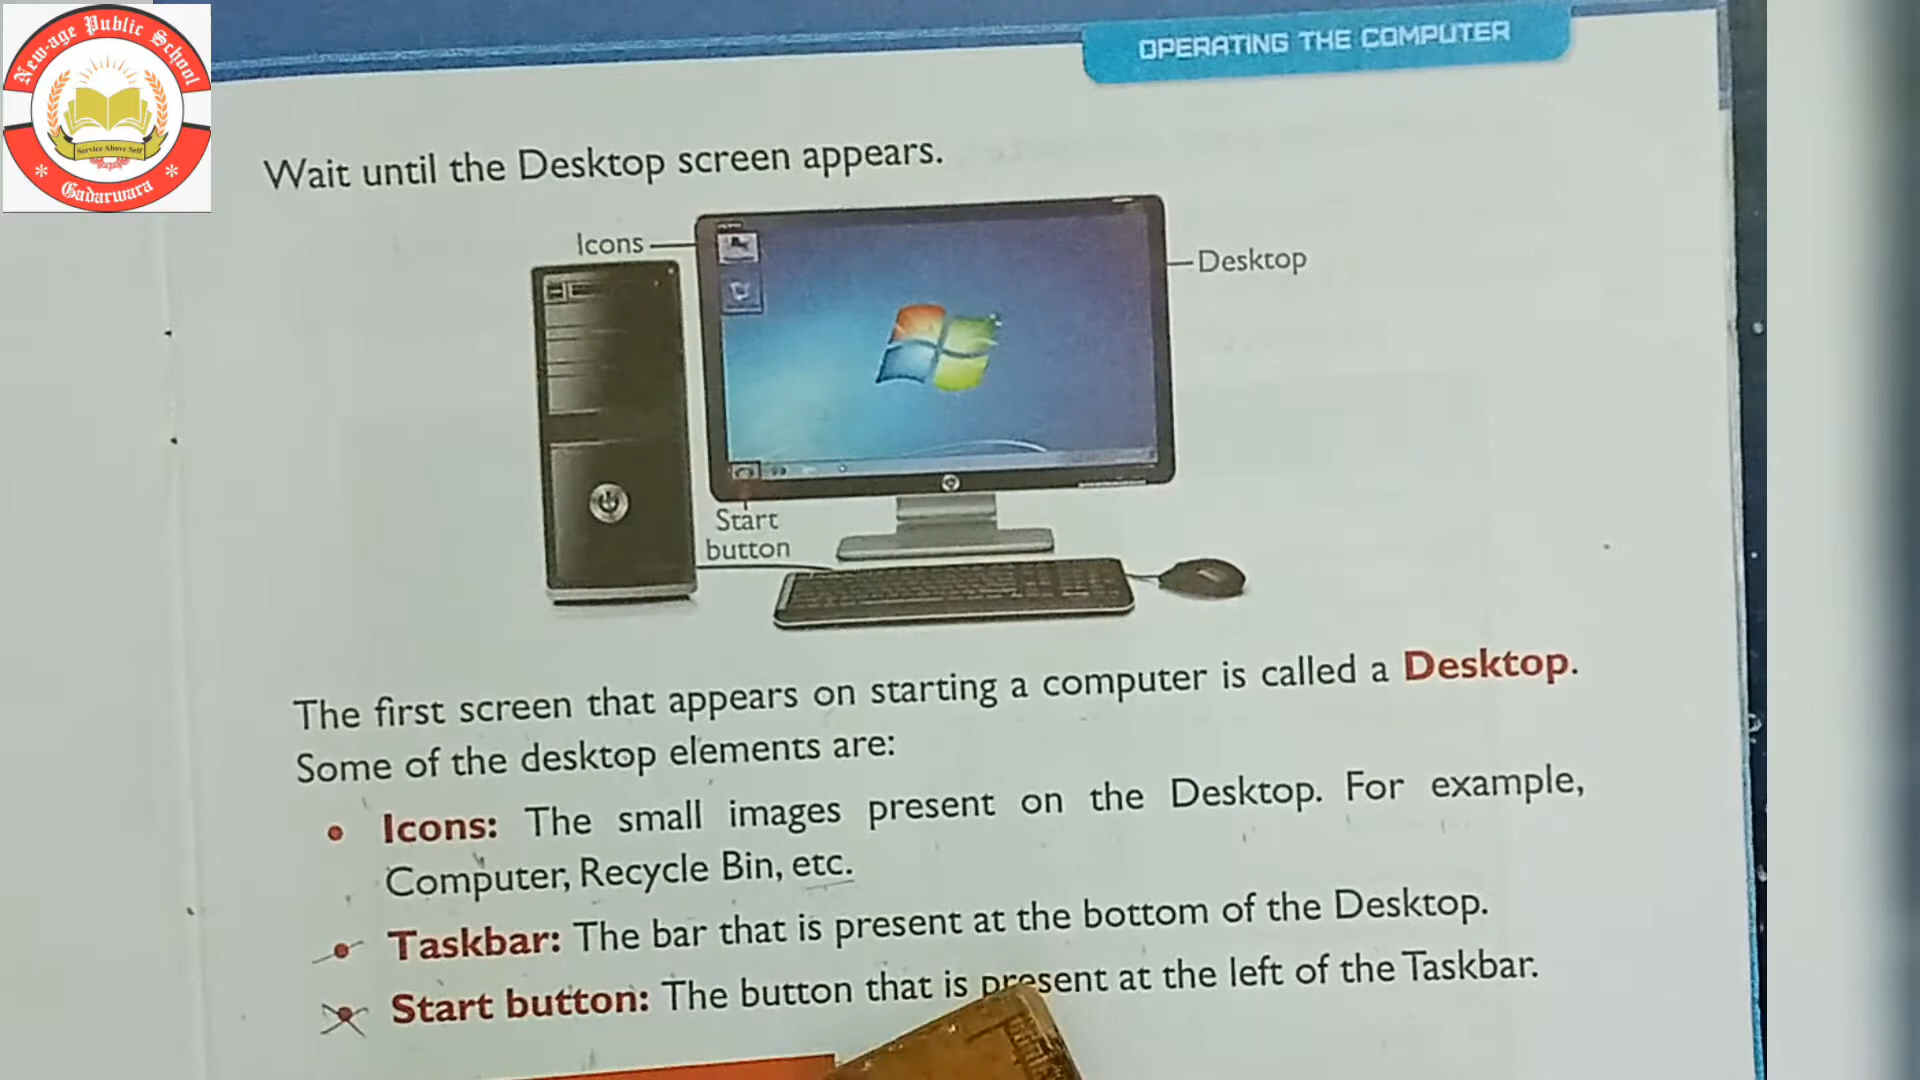 New-age Public School
Service Above Self
Gadarwara
OPERATING THE COMPUTER
Wait until the Desktop screen appears.
Icons
Desktop
Start
button
The first screen that appears on starting a computer is called a Desktop.
Some of the desktop elements are:
• Icons: The small images present on the Desktop. For example,
Computer, Recycle Bin, etc.
• Taskbar: The bar that is present at the bottom of the Desktop.
• Start button: The button that is present at the left of the Taskbar.